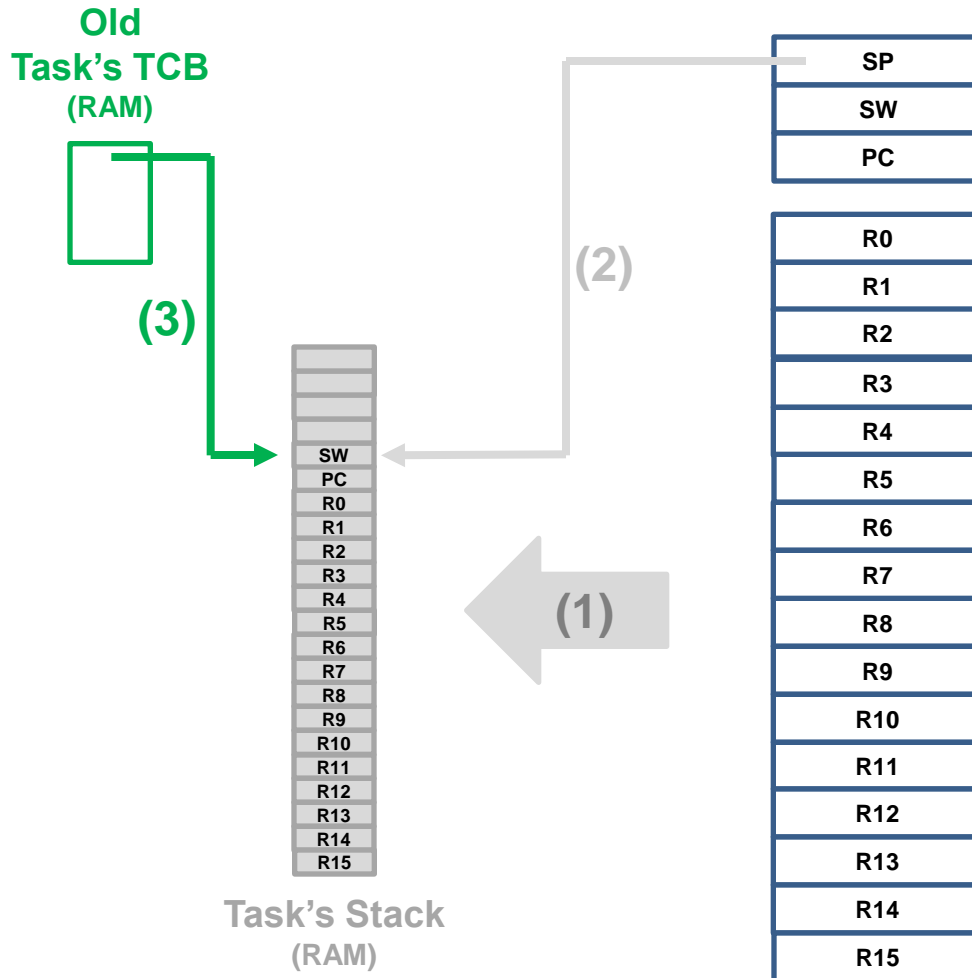 Old
Task's TCB
(RAM)
(3)
(2)
(1)
SW
PC
R0
R1
R2
R3
R4
R5
R6
R7
R8
R9
R10
R11
R12
R13
R14
R15
Task's Stack
(RAM)
SP
SW
PC
R0
R1
R2
R3
R4
R5
R6
R7
R8
R9
R10
R11
R12
R13
R14
R15